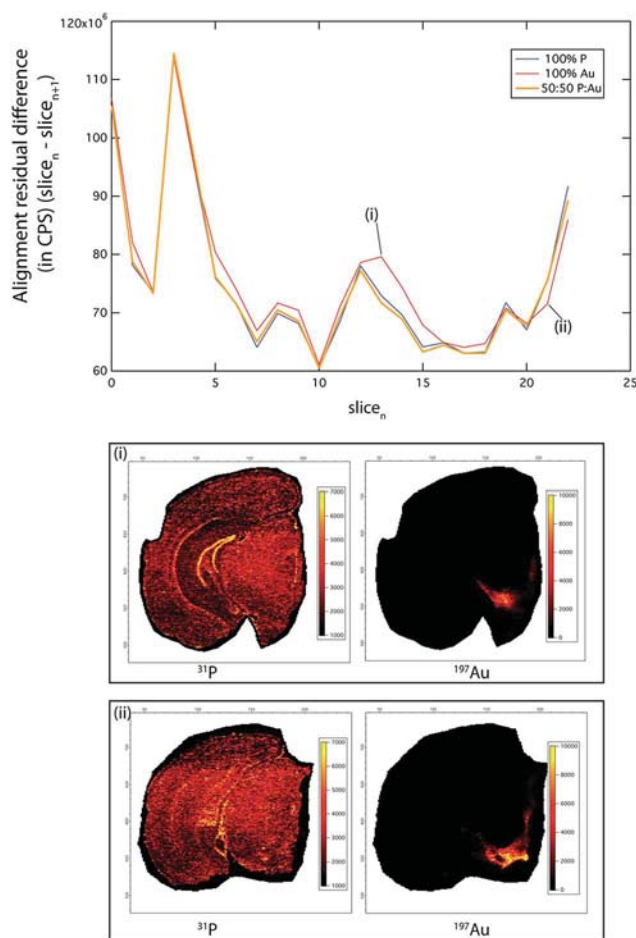 120x10⁶
110
100
90
80
70
60
Alignment residual difference
(in CPS) (sliceₙ - sliceₙ₊₁)
100% P
100% Au
50:50 P:Au
(i)
(ii)
0 5 10 15 20 25
sliceₙ
(i)
7000
6000
5000
4000
3000
2000
1000
10000
8000
6000
4000
2000
0
³¹P
¹⁹⁷Au
(ii)
7000
6000
5000
4000
3000
2000
1000
10000
8000
6000
4000
2000
0
³¹P
¹⁹⁷Au